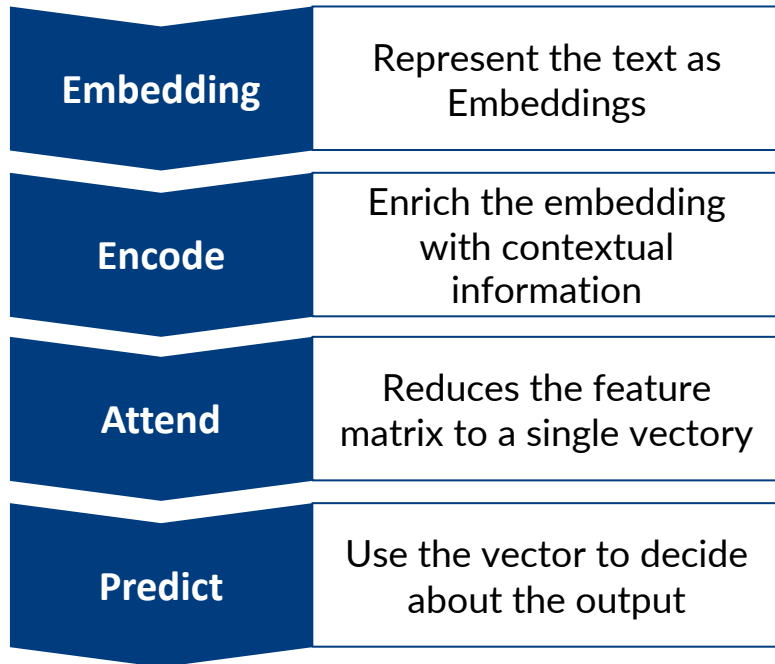 Embedding
Represent the text as
Embeddings
Encode
Enrich the embedding
with contextual
information
Attend
Reduces the feature
matrix to a single vectory
Predict
Use the vector to decide
about the output